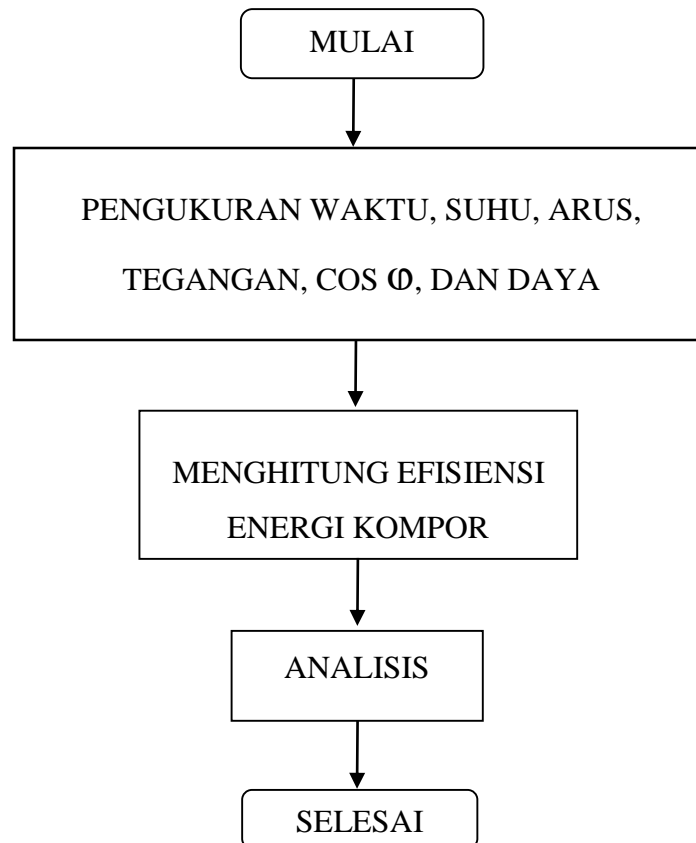 MULAI
PENGUKURAN WAKTU, SUHU, ARUS,
TEGANGAN, COS φ, DAN DAYA
MENGHITUNG EFISIENSI
ENERGI KOMPOR
ANALISIS
SELESAI